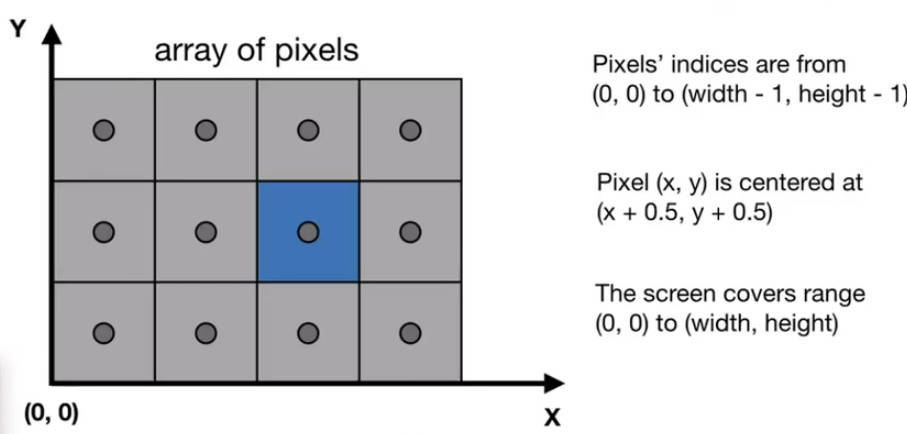 Y
array of pixels
(0, 0)
X
Pixels’ indices are from
(0, 0) to (width - 1, height - 1)
Pixel (x, y) is centered at
(x + 0.5, y + 0.5)
The screen covers range
(0, 0) to (width, height)